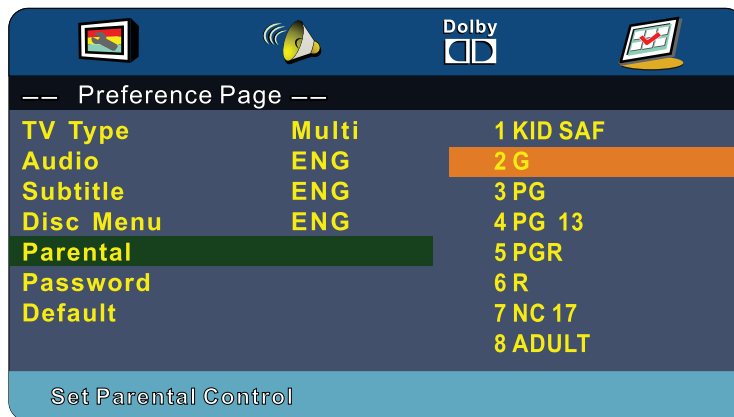 Dolby
—— Preference Page ——
TV Type Multi 1 KID SAF
Audio ENG 2 G
Subtitle ENG 3 PG
Disc Menu ENG 4 PG 13
Parental 5 PGR
Password 6 R
Default 7 NC 17
8 ADULT
Set Parental Control